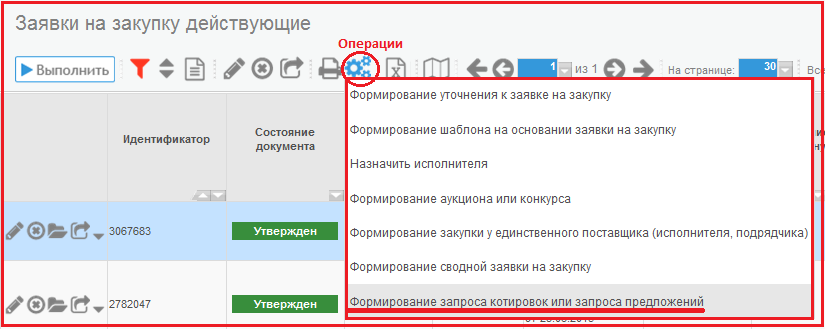 Заявки на закупку действующие
Операции
Выполнить
1 из 1 На странице: 30 Все
Идентификатор
Состояние
документа
Формирование уточнения к заявке на закупку
Формирование шаблона на основании заявки на закупку
Назначить исполнителя
Формирование аукциона или конкурса
Формирование закупки у единственного поставщика (исполнителя, подрядчика)
Формирование сводной заявки на закупку
Формирование запроса котировок или запроса предложений
3067683 Утвержден
2782047 Утвержден